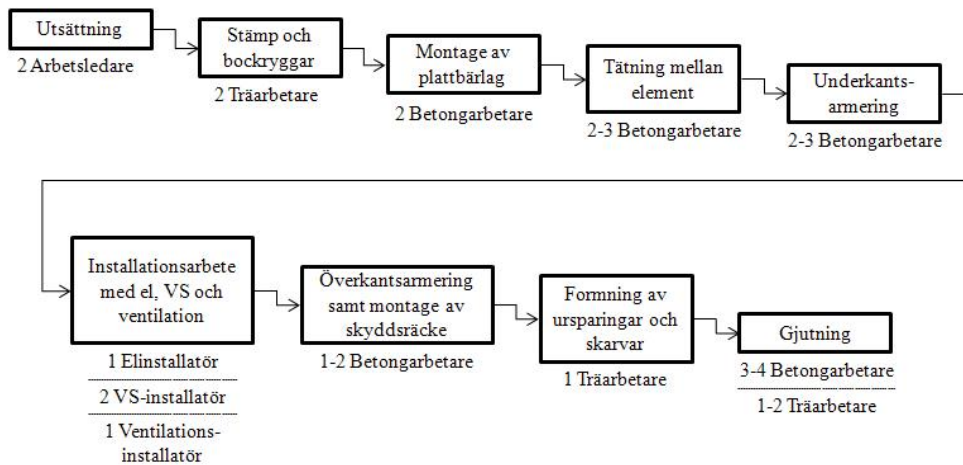 Utsättning
2 Arbetsledare
Stämp och
bockryggar
2 Träarbetare
Montage av
plattbärlag
2 Betongarbetare
Tätning mellan
element
2-3 Betongarbetare
Underkants-
armering
2-3 Betongarbetare
Installationsarbete
med el, VS och
ventilation
1 Elinstallatör
2 VS-installatör
1 Ventilations-
installatör
Överkantsarmering
samt montage av
skyddsräcke
1-2 Betongarbetare
Formning av
ursparingar och
skarvar
1 Träarbetare
Gjutning
3-4 Betongarbetare
1-2 Träarbetare